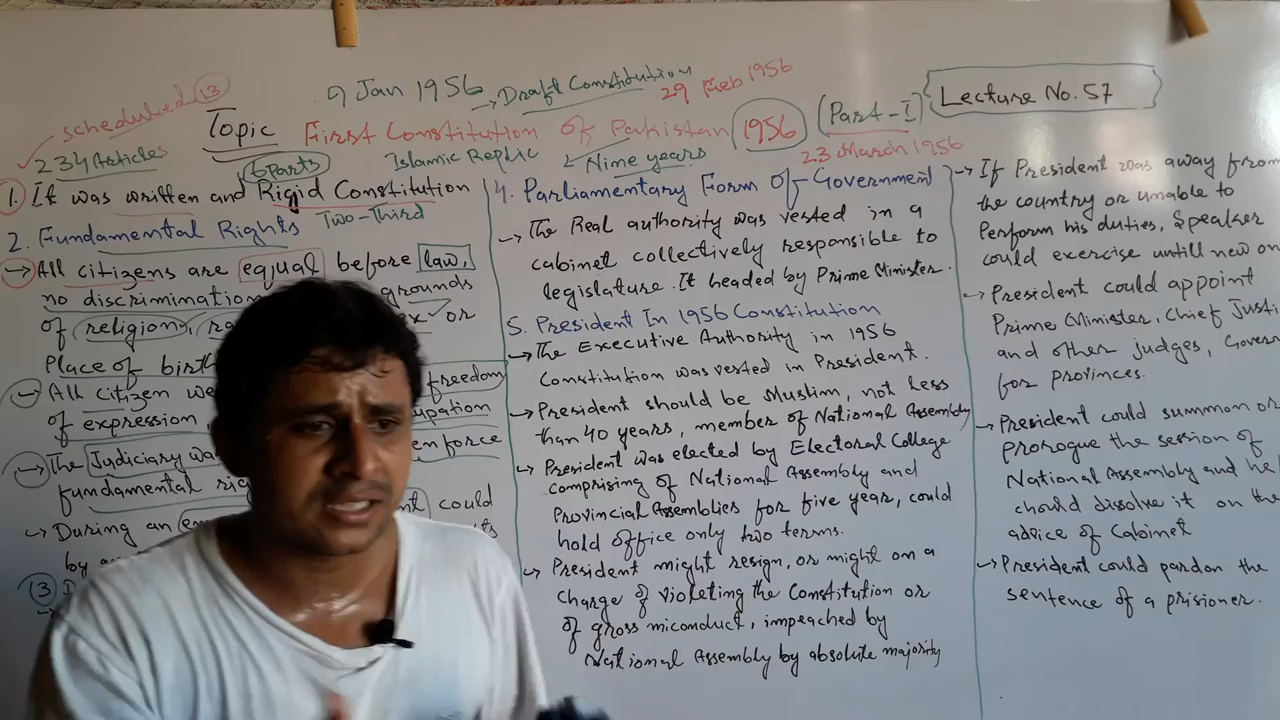 9 Jan 1956 → Draft Constitution
29 Feb 1956
Lecture No. 57
scheduled 13
Topic First Constitution of Pakistan 1956 (Part-I)
234 Articles
6 Parts
Islamic Replic
Nime years
23 March 1956
1. It was written and Rigid Constitution
Two-Third
2. Fundamental Rights
→ All citizens are equal before law,
no discrimination grounds
of religion, or
Place of birth
→ All citizen freedom
of expression
→ The Judiciary enforce
fundamental
→ During an could
by
3
4. Parliamentary Form Of Government
→ The Real authority was vested in a
cabinet collectively responsible to
legislature. It headed by Prime Minister.
5. President In 1956 Constitution
→ The Executive Authority in 1956
Constitution was vested in President.
→ President should be Muslim, not less
than 40 years, member of National Assembly
→ President was elected by Electoral College
comprising of National Assembly and
Provincial Assemblies for five year, could
hold office only two terms.
→ President might resign, or might on a
charge of violeting the Constitution or
of gross miconduct, impeached by
National Assembly by absolute majority
→ If President was away from
the country or unable to
Perform his duties, Speaker
could exercise untill new
→ President could appoint
Prime Minister, Chief
and other judges,
for provinces.
→ President could summon or
prorogue the session of
National Assembly and
should dissolve it on the
advice of Cabinet
→ President could pardon the
sentence of a prisioner.